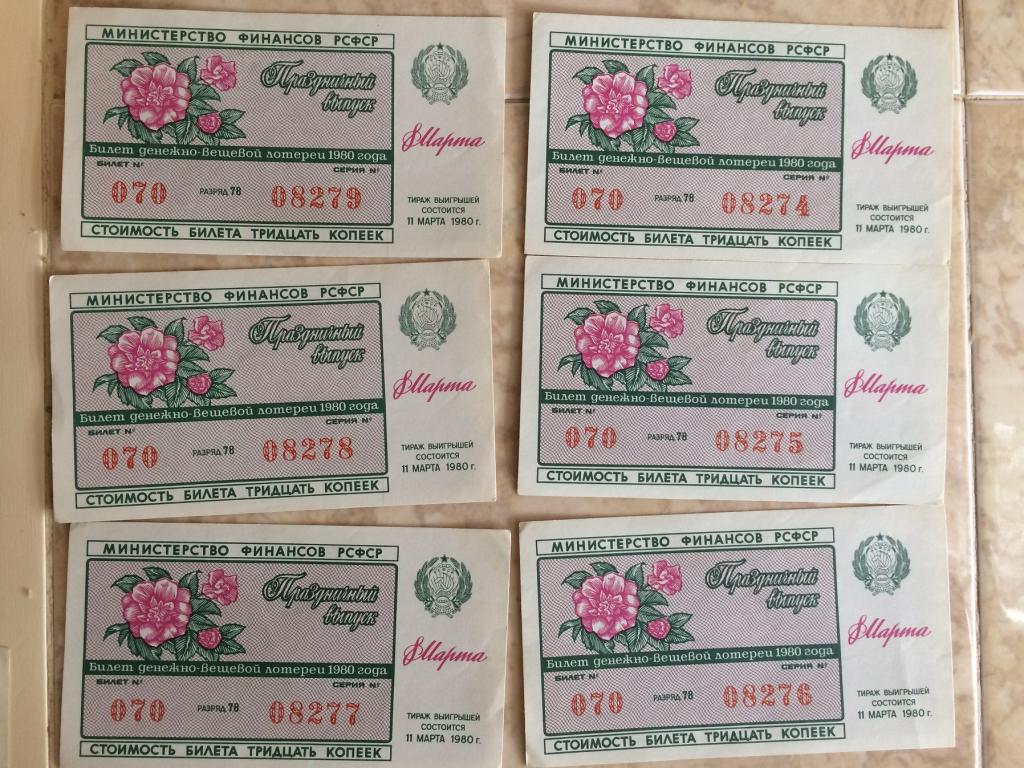 МИНИСТЕРСТВО ФИНАНСОВ РСФСР
Праздничный
выпуск
8 Марта
Билет денежно-вещевой лотереи 1980 года
БИЛЕТ №
СЕРИЯ №
070 РАЗРЯД 78 08279
ТИРАЖ ВЫИГРЫШЕЙ
СОСТОИТСЯ
11 МАРТА 1980 г.
СТОИМОСТЬ БИЛЕТА ТРИДЦАТЬ КОПЕЕК
МИНИСТЕРСТВО ФИНАНСОВ РСФСР
Праздничный
выпуск
8 Марта
Билет денежно-вещевой лотереи 1980 года
БИЛЕТ №
СЕРИЯ №
070 РАЗРЯД 78 08274
ТИРАЖ ВЫИГРЫШЕЙ
СОСТОИТСЯ
11 МАРТА 1980 г.
СТОИМОСТЬ БИЛЕТА ТРИДЦАТЬ КОПЕЕК
МИНИСТЕРСТВО ФИНАНСОВ РСФСР
Праздничный
выпуск
8 Марта
Билет денежно-вещевой лотереи 1980 года
БИЛЕТ №
СЕРИЯ №
070 РАЗРЯД 78 08278
ТИРАЖ ВЫИГРЫШЕЙ
СОСТОИТСЯ
11 МАРТА 1980 г.
СТОИМОСТЬ БИЛЕТА ТРИДЦАТЬ КОПЕЕК
МИНИСТЕРСТВО ФИНАНСОВ РСФСР
Праздничный
выпуск
8 Марта
Билет денежно-вещевой лотереи 1980 года
БИЛЕТ №
СЕРИЯ №
070 РАЗРЯД 78 08275
ТИРАЖ ВЫИГРЫШЕЙ
СОСТОИТСЯ
11 МАРТА 1980 г.
СТОИМОСТЬ БИЛЕТА ТРИДЦАТЬ КОПЕЕК
МИНИСТЕРСТВО ФИНАНСОВ РСФСР
Праздничный
выпуск
8 Марта
Билет денежно-вещевой лотереи 1980 года
БИЛЕТ №
СЕРИЯ №
070 РАЗРЯД 78 08277
ТИРАЖ ВЫИГРЫШЕЙ
СОСТОИТСЯ
11 МАРТА 1980 г.
СТОИМОСТЬ БИЛЕТА ТРИДЦАТЬ КОПЕЕК
МИНИСТЕРСТВО ФИНАНСОВ РСФСР
Праздничный
выпуск
8 Марта
Билет денежно-вещевой лотереи 1980 года
БИЛЕТ №
СЕРИЯ №
070 РАЗРЯД 78 08276
ТИРАЖ ВЫИГРЫШЕЙ
СОСТОИТСЯ
11 МАРТА 1980 г.
СТОИМОСТЬ БИЛЕТА ТРИДЦАТЬ КОПЕЕК